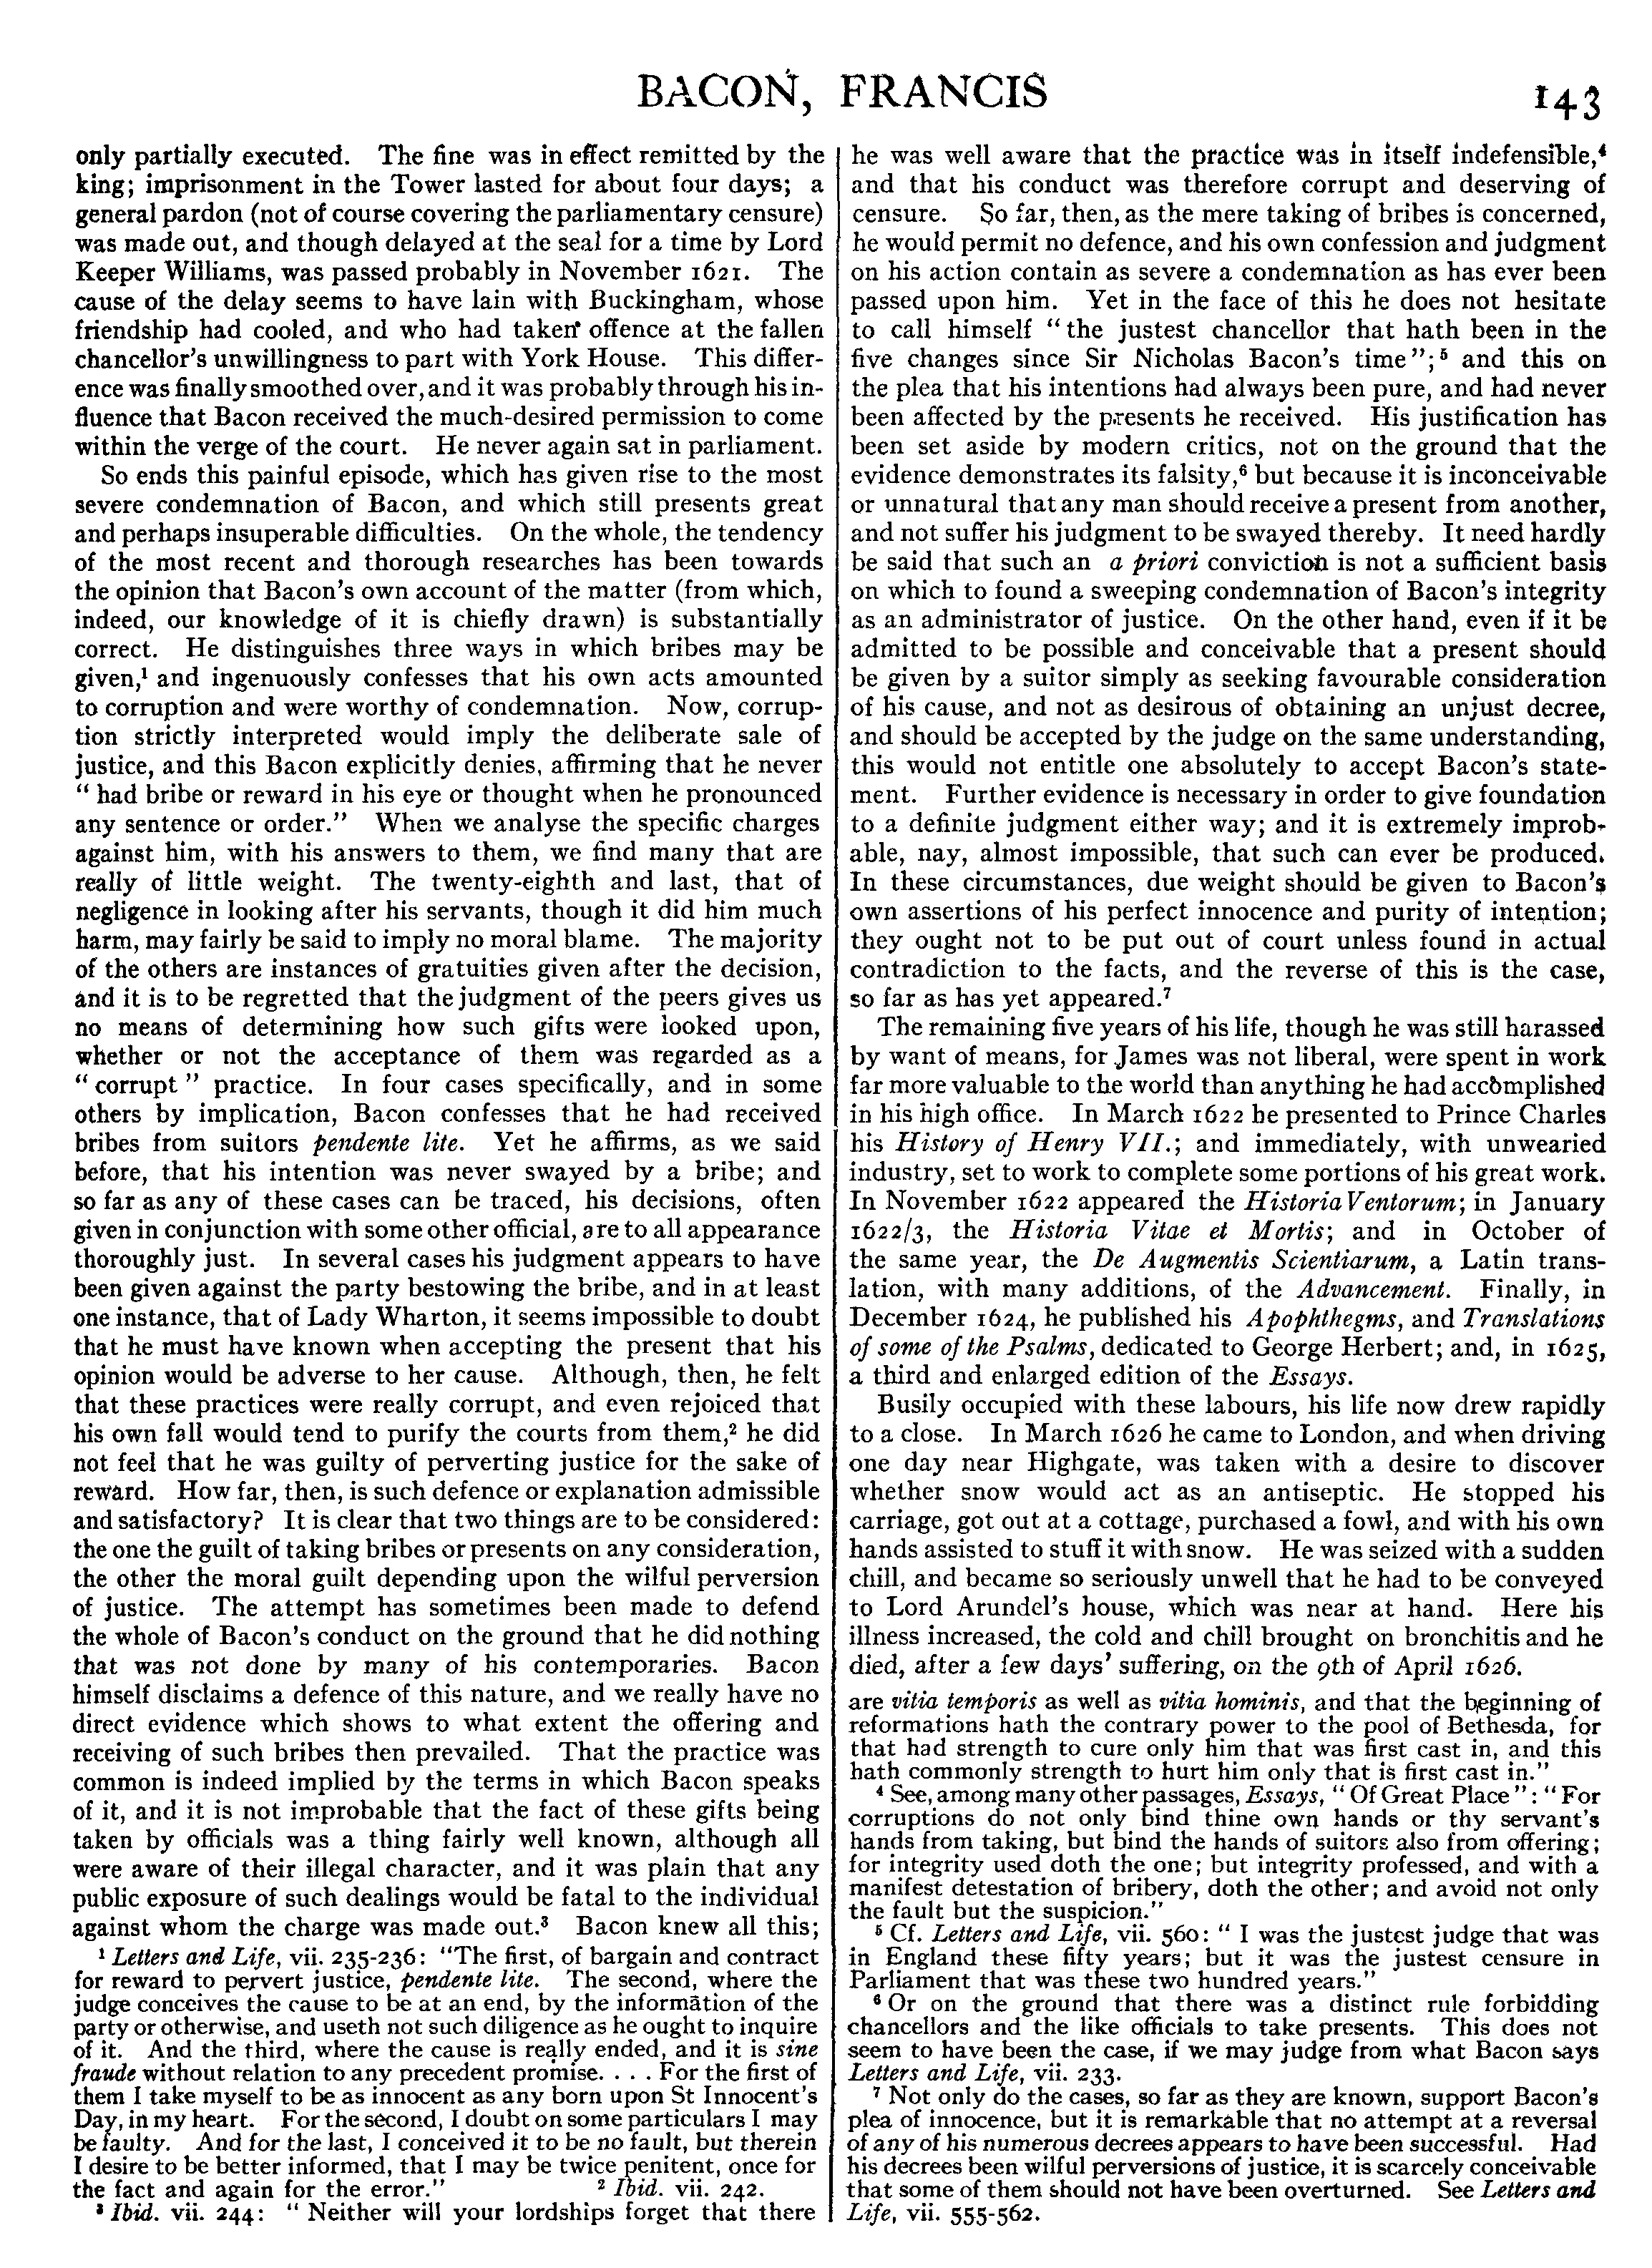 BACON, FRANCIS
143
only partially executed. The fine was in effect remitted by the
king; imprisonment in the Tower lasted for about four days; a
general pardon (not of course covering the parliamentary censure)
was made out, and though delayed at the seal for a time by Lord
Keeper Williams, was passed probably in November 1621. The
cause of the delay seems to have lain with Buckingham, whose
friendship had cooled, and who had taken offence at the fallen
chancellor's unwillingness to part with York House. This differ-
ence was finally smoothed over, and it was probably through his in-
fluence that Bacon received the much-desired permission to come
within the verge of the court. He never again sat in parliament.
So ends this painful episode, which has given rise to the most
severe condemnation of Bacon, and which still presents great
and perhaps insuperable difficulties. On the whole, the tendency
of the most recent and thorough researches has been towards
the opinion that Bacon's own account of the matter (from which,
indeed, our knowledge of it is chiefly drawn) is substantially
correct. He distinguishes three ways in which bribes may be
given,¹ and ingenuously confesses that his own acts amounted
to corruption and were worthy of condemnation. Now, corrup-
tion strictly interpreted would imply the deliberate sale of
justice, and this Bacon explicitly denies, affirming that he never
" had bribe or reward in his eye or thought when he pronounced
any sentence or order." When we analyse the specific charges
against him, with his answers to them, we find many that are
really of little weight. The twenty-eighth and last, that of
negligence in looking after his servants, though it did him much
harm, may fairly be said to imply no moral blame. The majority
of the others are instances of gratuities given after the decision,
and it is to be regretted that the judgment of the peers gives us
no means of determining how such gifts were looked upon,
whether or not the acceptance of them was regarded as a
" corrupt " practice. In four cases specifically, and in some
others by implication, Bacon confesses that he had received
bribes from suitors pendente lite. Yet he affirms, as we said
before, that his intention was never swayed by a bribe; and
so far as any of these cases can be traced, his decisions, often
given in conjunction with some other official, are to all appearance
thoroughly just. In several cases his judgment appears to have
been given against the party bestowing the bribe, and in at least
one instance, that of Lady Wharton, it seems impossible to doubt
that he must have known when accepting the present that his
opinion would be adverse to her cause. Although, then, he felt
that these practices were really corrupt, and even rejoiced that
his own fall would tend to purify the courts from them,² he did
not feel that he was guilty of perverting justice for the sake of
reward. How far, then, is such defence or explanation admissible
and satisfactory? It is clear that two things are to be considered:
the one the guilt of taking bribes or presents on any consideration,
the other the moral guilt depending upon the wilful perversion
of justice. The attempt has sometimes been made to defend
the whole of Bacon's conduct on the ground that he did nothing
that was not done by many of his contemporaries. Bacon
himself disclaims a defence of this nature, and we really have no
direct evidence which shows to what extent the offering and
receiving of such bribes then prevailed. That the practice was
common is indeed implied by the terms in which Bacon speaks
of it, and it is not improbable that the fact of these gifts being
taken by officials was a thing fairly well known, although all
were aware of their illegal character, and it was plain that any
public exposure of such dealings would be fatal to the individual
against whom the charge was made out.³ Bacon knew all this;
¹ Letters and Life, vii. 235-236: "The first, of bargain and contract
for reward to pervert justice, pendente lite. The second, where the
judge conceives the cause to be at an end, by the information of the
party or otherwise, and useth not such diligence as he ought to inquire
of it. And the third, where the cause is really ended, and it is sine
fraude without relation to any precedent promise. . . . For the first of
them I take myself to be as innocent as any born upon St Innocent's
Day, in my heart. For the second, I doubt on some particulars I may
be faulty. And for the last, I conceived it to be no fault, but therein
I desire to be better informed, that I may be twice penitent, once for
the fact and again for the error." ² Ibid. vii. 242.
³ Ibid. vii. 244: " Neither will your lordships forget that there
he was well aware that the practice was in itself indefensible,⁴
and that his conduct was therefore corrupt and deserving of
censure. So far, then, as the mere taking of bribes is concerned,
he would permit no defence, and his own confession and judgment
on his action contain as severe a condemnation as has ever been
passed upon him. Yet in the face of this he does not hesitate
to call himself " the justest chancellor that hath been in the
five changes since Sir Nicholas Bacon's time ";⁵ and this on
the plea that his intentions had always been pure, and had never
been affected by the presents he received. His justification has
been set aside by modern critics, not on the ground that the
evidence demonstrates its falsity,⁶ but because it is inconceivable
or unnatural that any man should receive a present from another,
and not suffer his judgment to be swayed thereby. It need hardly
be said that such an a priori conviction is not a sufficient basis
on which to found a sweeping condemnation of Bacon's integrity
as an administrator of justice. On the other hand, even if it be
admitted to be possible and conceivable that a present should
be given by a suitor simply as seeking favourable consideration
of his cause, and not as desirous of obtaining an unjust decree,
and should be accepted by the judge on the same understanding,
this would not entitle one absolutely to accept Bacon's state-
ment. Further evidence is necessary in order to give foundation
to a definite judgment either way; and it is extremely improb-
able, nay, almost impossible, that such can ever be produced.
In these circumstances, due weight should be given to Bacon's
own assertions of his perfect innocence and purity of intention;
they ought not to be put out of court unless found in actual
contradiction to the facts, and the reverse of this is the case,
so far as has yet appeared.⁷
The remaining five years of his life, though he was still harassed
by want of means, for James was not liberal, were spent in work
far more valuable to the world than anything he had accomplished
in his high office. In March 1622 he presented to Prince Charles
his History of Henry VII.; and immediately, with unwearied
industry, set to work to complete some portions of his great work.
In November 1622 appeared the Historia Ventorum; in January
1622/3, the Historia Vitae et Mortis; and in October of
the same year, the De Augmentis Scientiarum, a Latin trans-
lation, with many additions, of the Advancement. Finally, in
December 1624, he published his Apophthegms, and Translations
of some of the Psalms, dedicated to George Herbert; and, in 1625,
a third and enlarged edition of the Essays.
Busily occupied with these labours, his life now drew rapidly
to a close. In March 1626 he came to London, and when driving
one day near Highgate, was taken with a desire to discover
whether snow would act as an antiseptic. He stopped his
carriage, got out at a cottage, purchased a fowl, and with his own
hands assisted to stuff it with snow. He was seized with a sudden
chill, and became so seriously unwell that he had to be conveyed
to Lord Arundel's house, which was near at hand. Here his
illness increased, the cold and chill brought on bronchitis and he
died, after a few days' suffering, on the 9th of April 1626.
are vitia temporis as well as vitia hominis, and that the beginning of
reformations hath the contrary power to the pool of Bethesda, for
that had strength to cure only him that was first cast in, and this
hath commonly strength to hurt him only that is first cast in."
⁴ See, among many other passages, Essays, " Of Great Place ": " For
corruptions do not only bind thine own hands or thy servant's
hands from taking, but bind the hands of suitors also from offering;
for integrity used doth the one; but integrity professed, and with a
manifest detestation of bribery, doth the other; and avoid not only
the fault but the suspicion."
⁵ Cf. Letters and Life, vii. 560: " I was the justest judge that was
in England these fifty years; but it was the justest censure in
Parliament that was these two hundred years."
⁶ Or on the ground that there was a distinct rule forbidding
chancellors and the like officials to take presents. This does not
seem to have been the case, if we may judge from what Bacon says
Letters and Life, vii. 233.
⁷ Not only do the cases, so far as they are known, support Bacon's
plea of innocence, but it is remarkable that no attempt at a reversal
of any of his numerous decrees appears to have been successful. Had
his decrees been wilful perversions of justice, it is scarcely conceivable
that some of them should not have been overturned. See Letters and
Life, vii. 555-562.